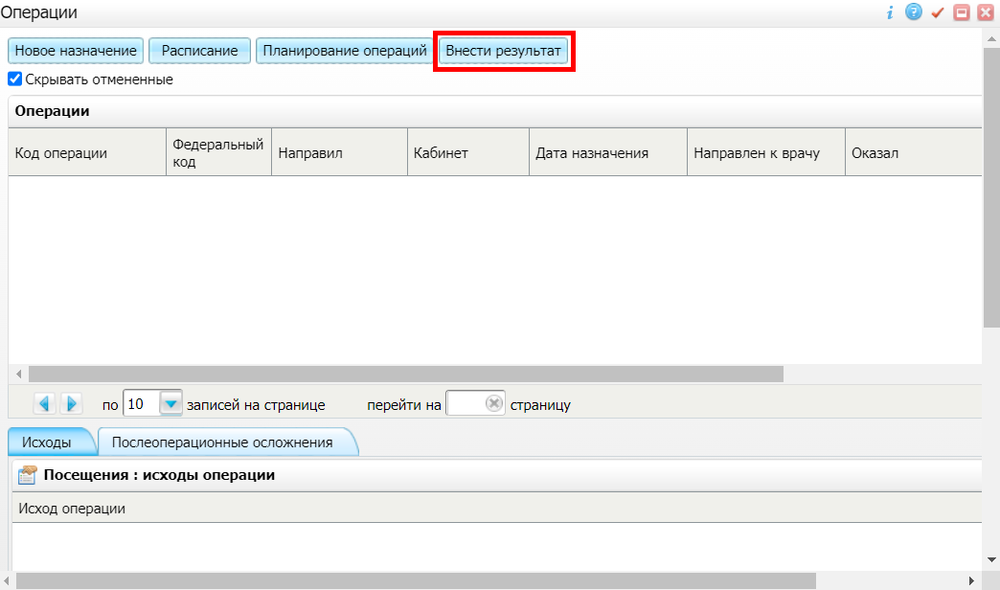 Операции
Новое назначение Расписание Планирование операций Внести результат
Скрывать отмененные
Операции
Код операции Федеральный код Направил Кабинет Дата назначения Направлен к врачу Оказал
по 10 записей на странице перейти на страницу
Исходы Послеоперационные осложнения
Посещения : исходы операции
Исход операции